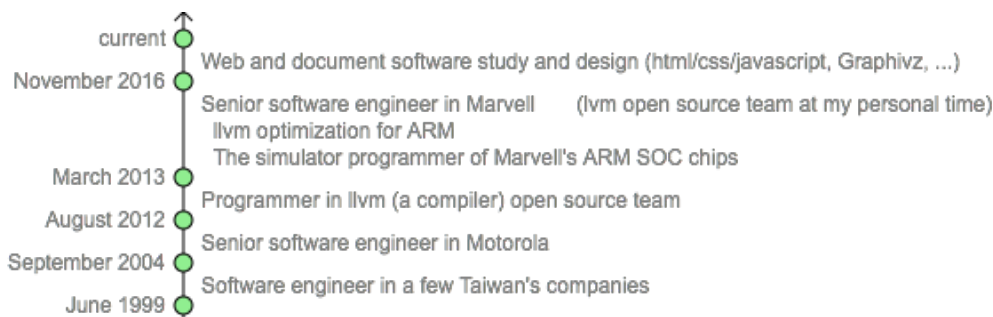 current
Web and document software study and design (html/css/javascript, Graphivz, ...)
November 2016
Senior software engineer in Marvell (lvm open source team at my personal time)
llvm optimization for ARM
The simulator programmer of Marvell's ARM SOC chips
March 2013
Programmer in llvm (a compiler) open source team
August 2012
Senior software engineer in Motorola
September 2004
Software engineer in a few Taiwan's companies
June 1999